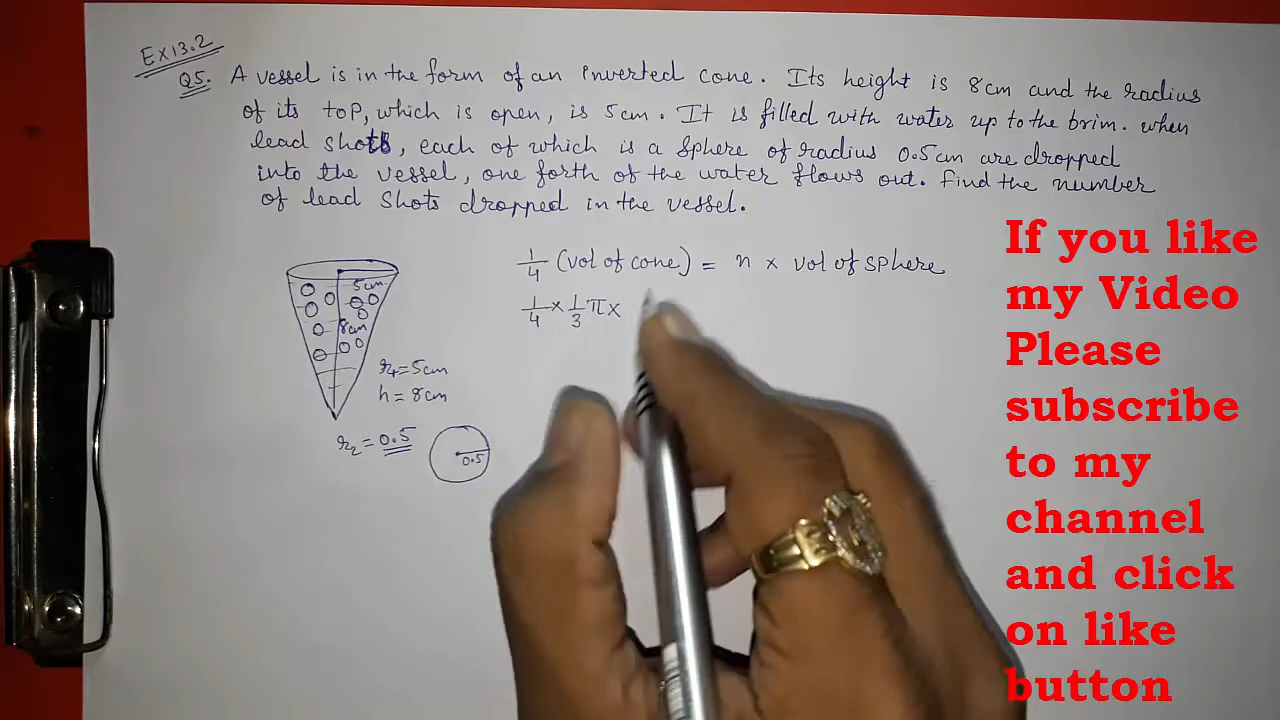 Ex 13.2
Q5. A vessel is in the form of an inverted cone. Its height is 8cm and the radius
of its top, which is open, is 5cm. It is filled with water up to the brim. when
lead shots, each of which is a sphere of radius 0.5cm are dropped
into the vessel, one forth of the water flows out. Find the number
of lead shots dropped in the vessel.
1/4 (vol of cone) = n × vol of sphere
1/4 × 1/3 π ×
5cm
8cm
r₁ = 5cm
h = 8cm
r₂ = 0.5
0.5
If you like
my Video
Please
subscribe
to my
channel
and click
on like
button